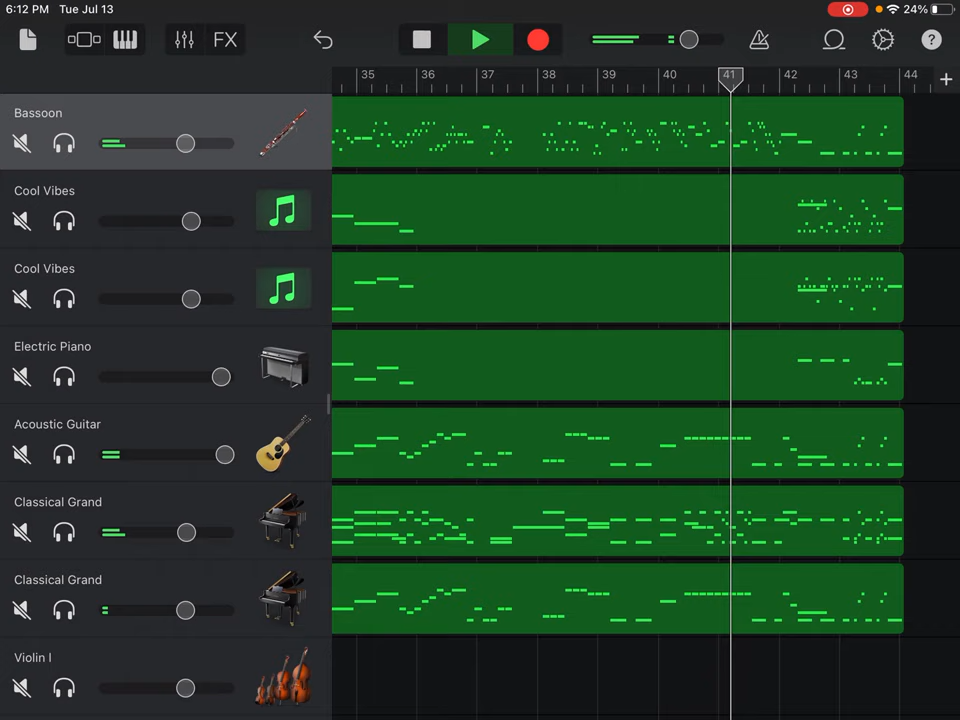 6:12 PM Tue Jul 13
24%
FX
?
35 36 37 38 39 40 41 42 43 44 +
Bassoon
Cool Vibes
Cool Vibes
Electric Piano
Acoustic Guitar
Classical Grand
Classical Grand
Violin I